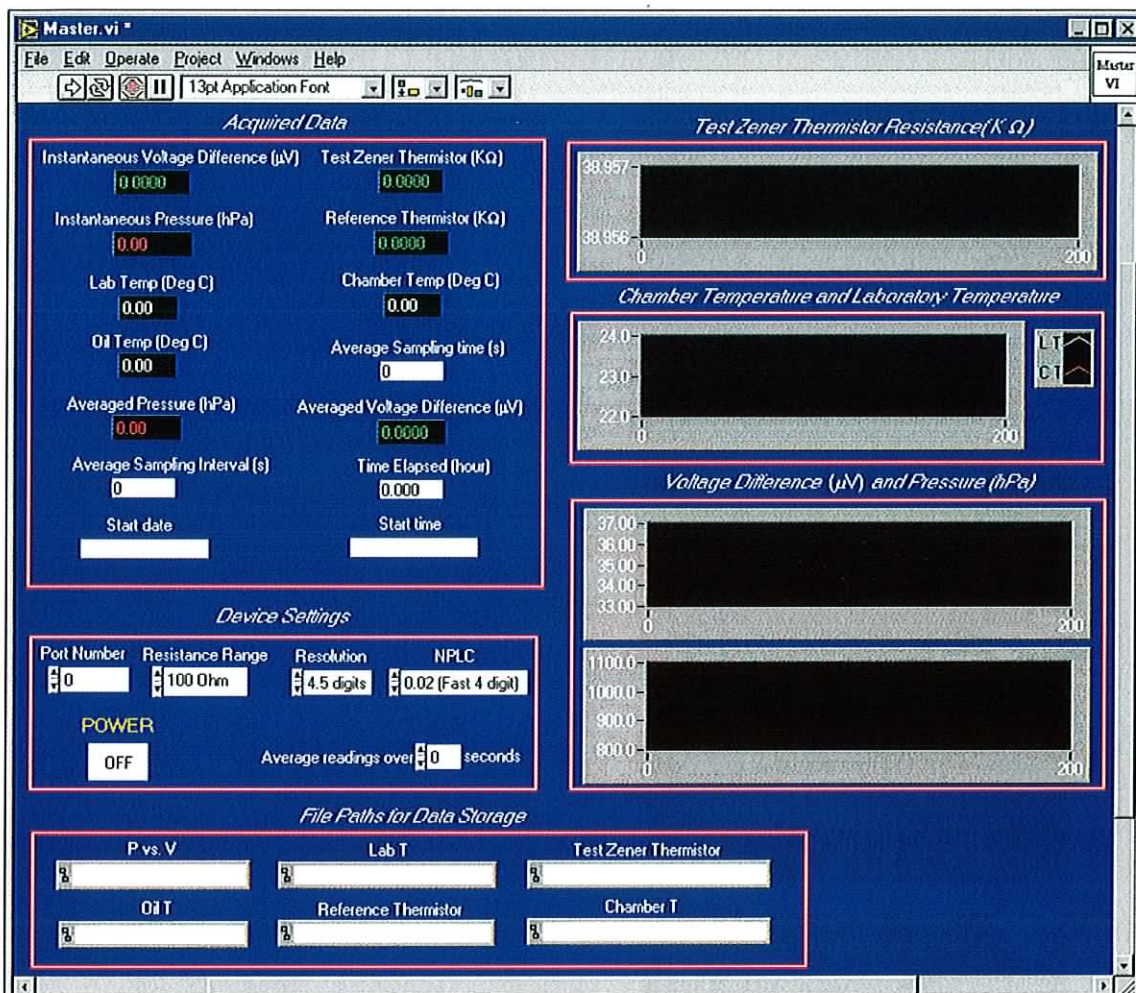 Master.vi *
File Edit Operate Project Windows Help
13pt Application Font
Master
VI
Acquired Data
Instantaneous Voltage Difference (µV) Test Zener Thermistor (KΩ)
0.0000 0.0000
Instantaneous Pressure (hPa) Reference Thermistor (KΩ)
0.00 0.0000
Lab Temp (Deg C) Chamber Temp (Deg C)
0.00 0.00
Oil Temp (Deg C) Average Sampling time (s)
0.00 0
Averaged Pressure (hPa) Averaged Voltage Difference (µV)
0.00 0.0000
Average Sampling Interval (s) Time Elapsed (hour)
0 0.000
Start date Start time
Test Zener Thermistor Resistance( K Ω)
38.957
38.956
0 200
Chamber Temperature and Laboratory Temperature
24.0
23.0
22.0
0 200
LT
CT
Voltage Difference (µV) and Pressure (hPa)
37.00
36.00
35.00
34.00
33.00
0 200
1100.0
1000.0
900.0
800.0
0 200
Device Settings
Port Number Resistance Range Resolution NPLC
0 100 Ohm 4.5 digits 0.02 (Fast 4 digit)
POWER
OFF
Average readings over 0 seconds
File Paths for Data Storage
P vs. V Lab T Test Zener Thermistor
Oil T Reference Thermistor Chamber T